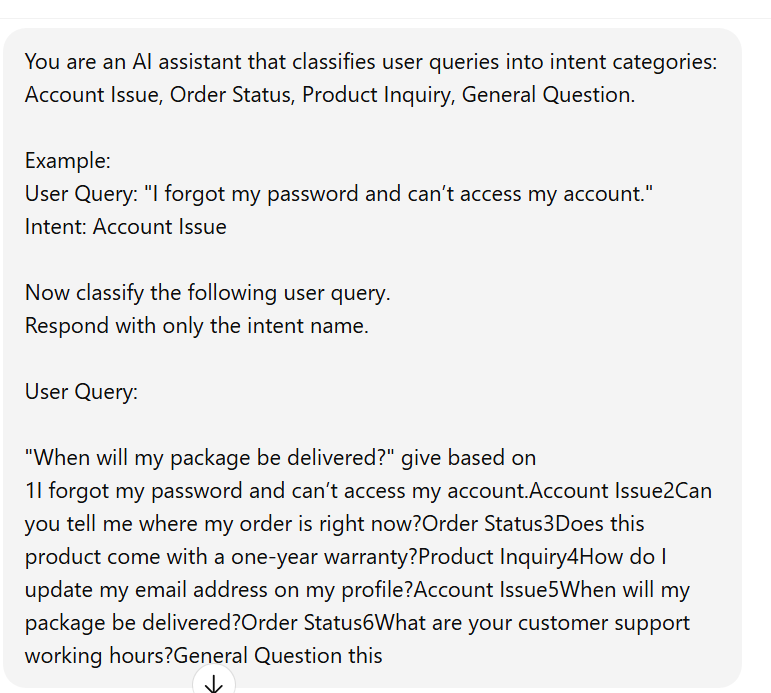 You are an AI assistant that classifies user queries into intent categories:
Account Issue, Order Status, Product Inquiry, General Question.
Example:
User Query: "I forgot my password and can’t access my account."
Intent: Account Issue
Now classify the following user query.
Respond with only the intent name.
User Query:
"When will my package be delivered?" give based on
1I forgot my password and can’t access my account.Account Issue2Can
you tell me where my order is right now?Order Status3Does this
product come with a one-year warranty?Product Inquiry4How do I
update my email address on my profile?Account Issue5When will my
package be delivered?Order Status6What are your customer support
working hours?General Question this